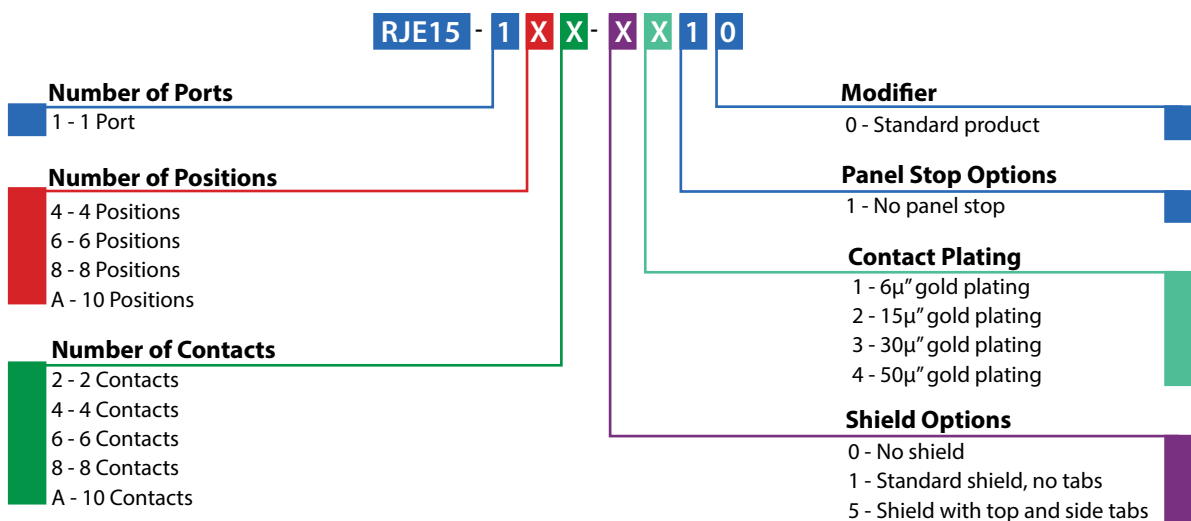 RJE15 - 1 X X - X X 1 0
Number of Ports
1 - 1 Port
Number of Positions
4 - 4 Positions
6 - 6 Positions
8 - 8 Positions
A - 10 Positions
Number of Contacts
2 - 2 Contacts
4 - 4 Contacts
6 - 6 Contacts
8 - 8 Contacts
A - 10 Contacts
Modifier
0 - Standard product
Panel Stop Options
1 - No panel stop
Contact Plating
1 - 6µ” gold plating
2 - 15µ” gold plating
3 - 30µ” gold plating
4 - 50µ” gold plating
Shield Options
0 - No shield
1 - Standard shield, no tabs
5 - Shield with top and side tabs